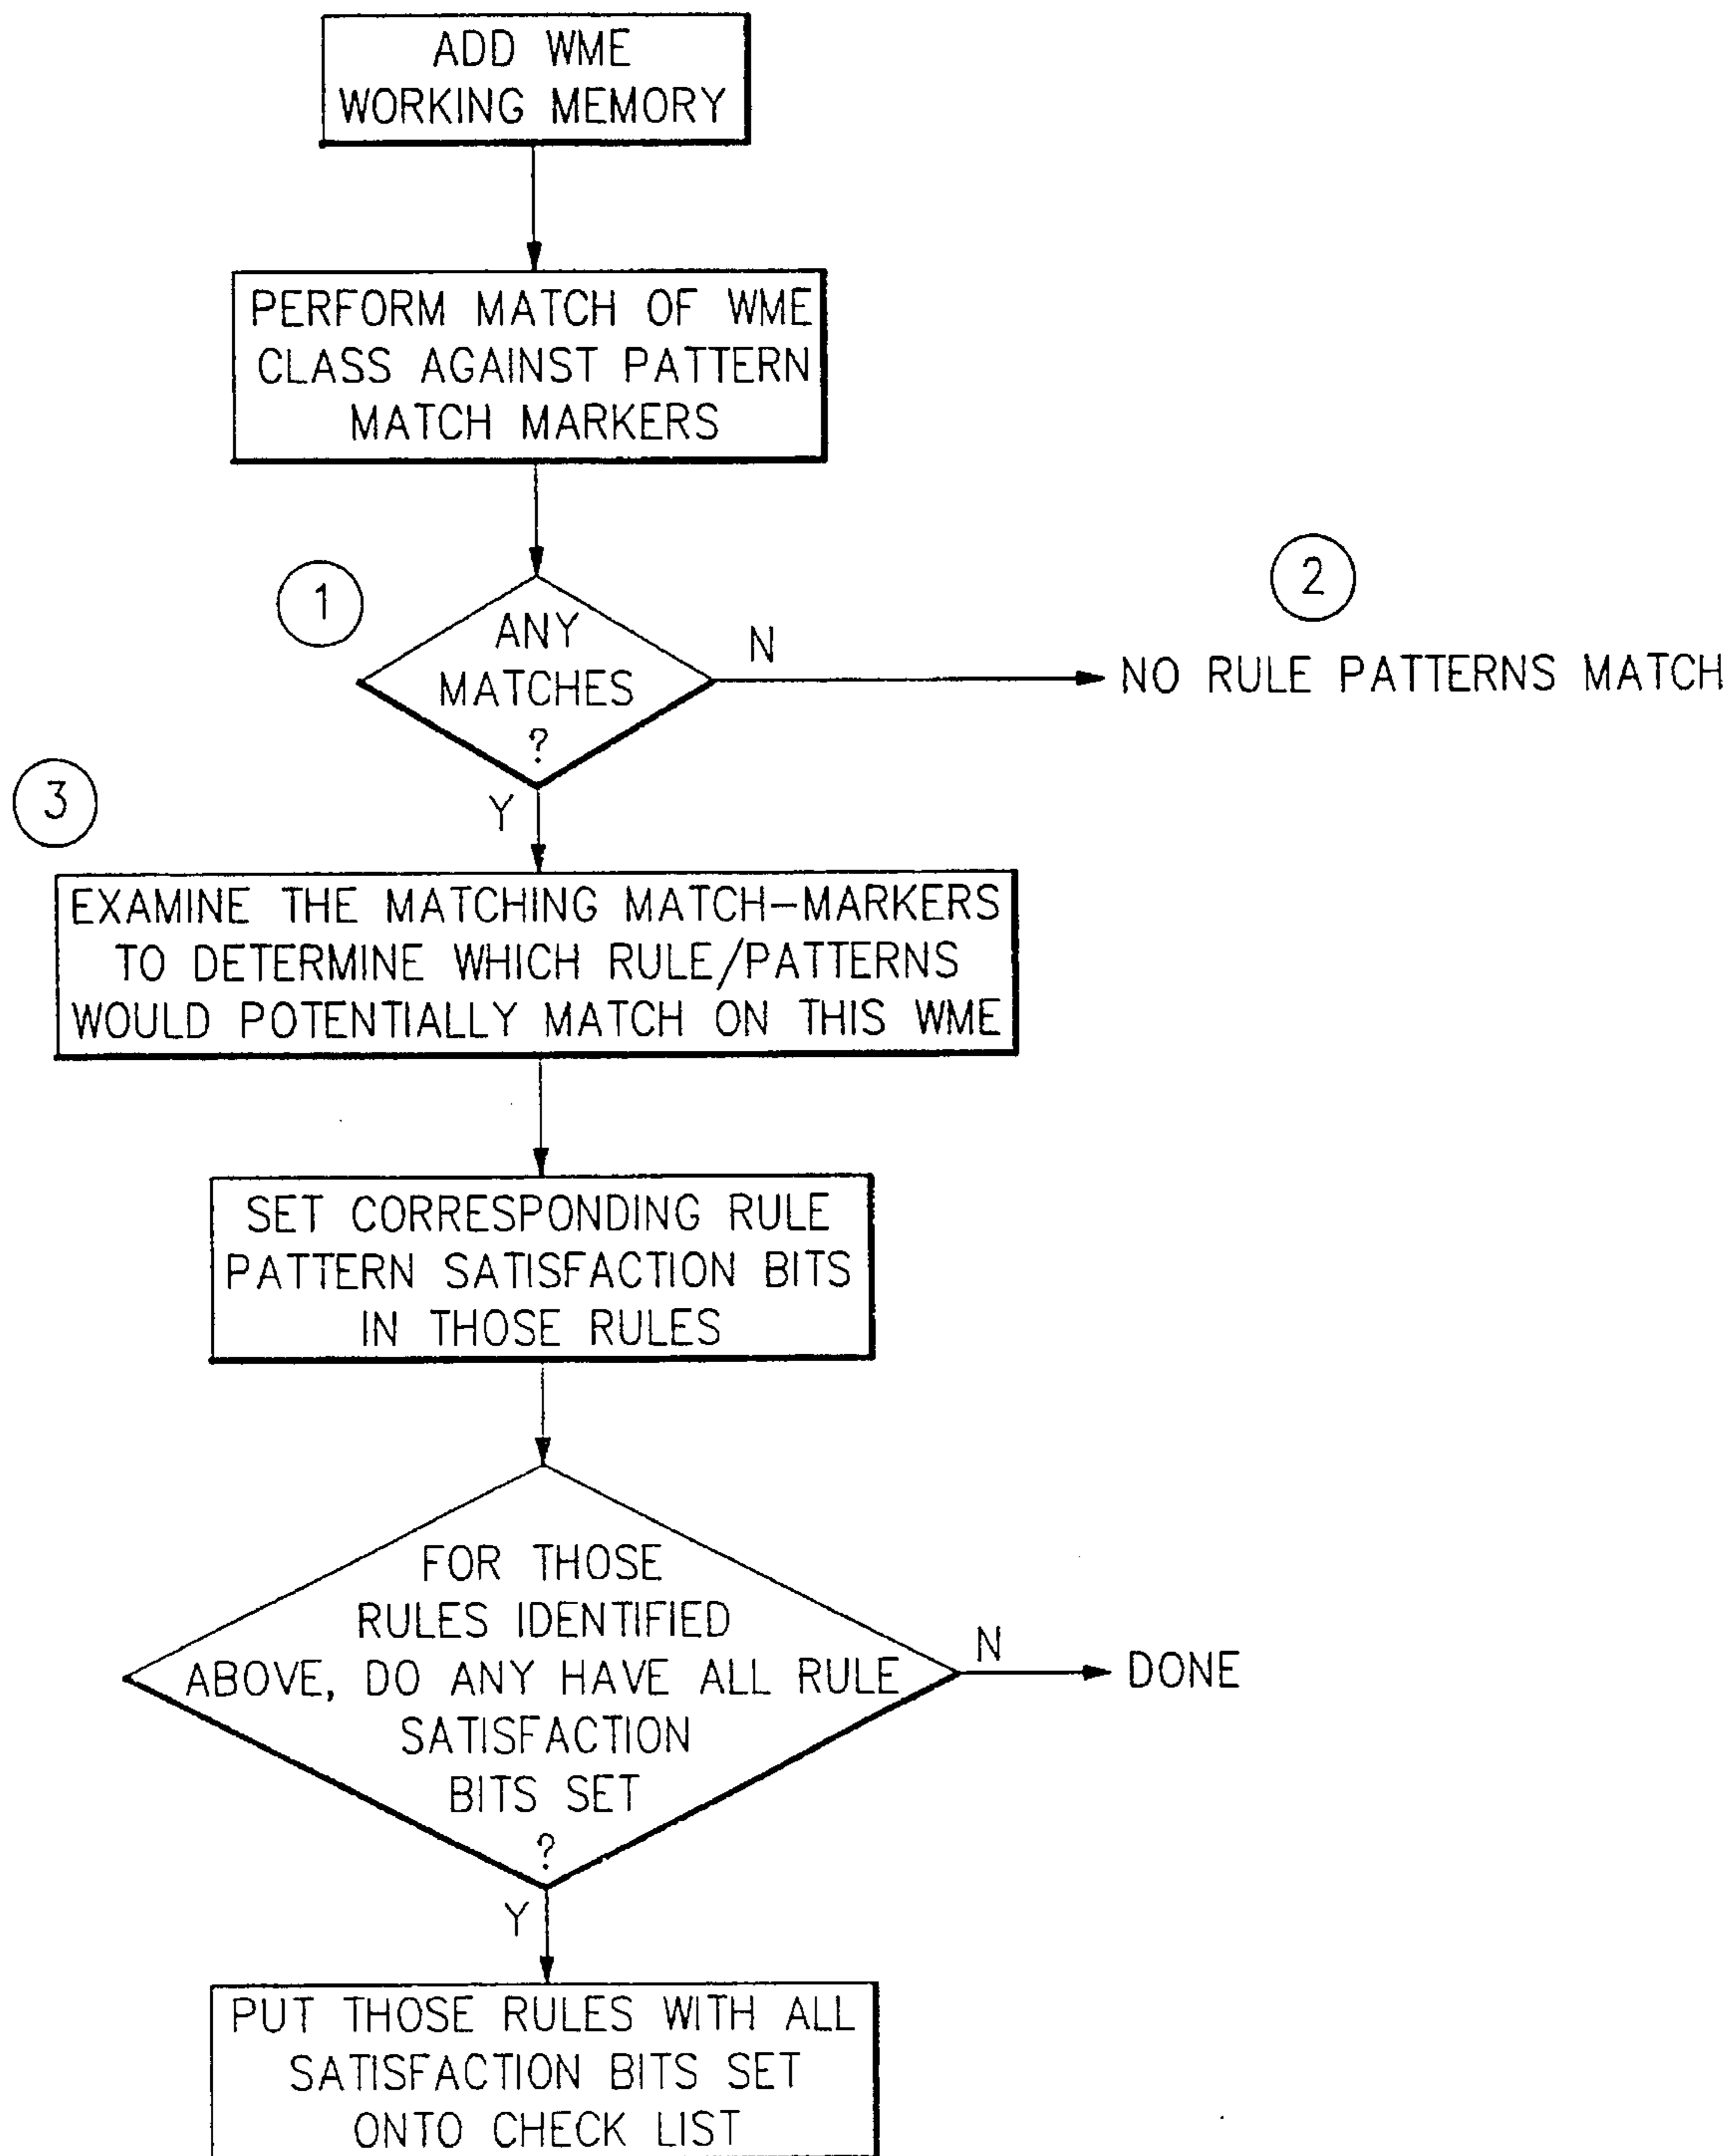 ADD WME
WORKING MEMORY
PERFORM MATCH OF WME
CLASS AGAINST PATTERN
MATCH MARKERS
1
ANY
MATCHES
?
N
2
NO RULE PATTERNS MATCH
3
Y
EXAMINE THE MATCHING MATCH-MARKERS
TO DETERMINE WHICH RULE/PATTERNS
WOULD POTENTIALLY MATCH ON THIS WME
SET CORRESPONDING RULE
PATTERN SATISFACTION BITS
IN THOSE RULES
FOR THOSE
RULES IDENTIFIED
ABOVE, DO ANY HAVE ALL RULE
SATISFACTION
BITS SET
?
N
DONE
Y
PUT THOSE RULES WITH ALL
SATISFACTION BITS SET
ONTO CHECK LIST